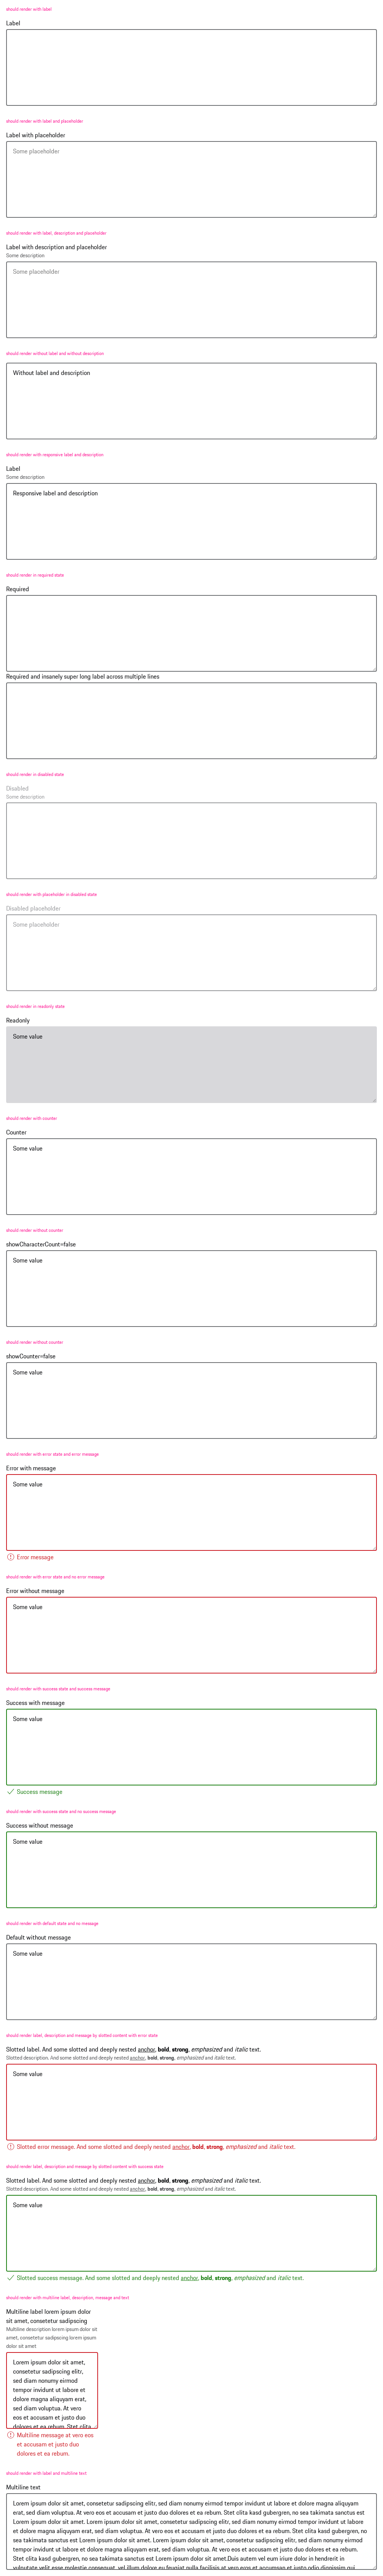 should render with label
Label
should render with label and placeholder
Label with placeholder
Some placeholder
should render with label, description and placeholder
Label with description and placeholder
Some description
Some placeholder
should render without label and without description
Without label and description
should render with responsive label and description
Label
Some description
Responsive label and description
should render in required state
Required
Required and insanely super long label across multiple lines
should render in disabled state
Disabled
Some description
should render with placeholder in disabled state
Disabled placeholder
Some placeholder
should render in readonly state
Readonly
Some value
should render with counter
Counter
Some value
should render without counter
showCharacterCount=false
Some value
should render without counter
showCounter=false
Some value
should render with error state and error message
Error with message
Some value
Error message
should render with error state and no error message
Error without message
Some value
should render with success state and success message
Success with message
Some value
Success message
should render with success state and no success message
Success without message
Some value
should render with default state and no message
Default without message
Some value
should render label, description and message by slotted content with error state
Slotted label. And some slotted and deeply nested anchor, bold, strong, emphasized and italic text.
Slotted description. And some slotted and deeply nested anchor, bold, strong, emphasized and italic text.
Some value
Slotted error message. And some slotted and deeply nested anchor, bold, strong, emphasized and italic text.
should render label, description and message by slotted content with success state
Slotted label. And some slotted and deeply nested anchor, bold, strong, emphasized and italic text.
Slotted description. And some slotted and deeply nested anchor, bold, strong, emphasized and italic text.
Some value
Slotted success message. And some slotted and deeply nested anchor, bold, strong, emphasized and italic text.
should render with multiline label, description, message and text
Multiline label lorem ipsum dolor
sit amet, consetetur sadipscing
Multiline description lorem ipsum dolor sit
amet, consetetur sadipscing lorem ipsum
dolor sit amet
Lorem ipsum dolor sit amet,
consetetur sadipscing elitr,
sed diam nonumy eirmod
tempor invidunt ut labore et
dolore magna aliquyam erat,
sed diam voluptua. At vero
eos et accusam et justo duo
dolores et ea rebum. Stet clita
Multiline message at vero eos
et accusam et justo duo
dolores et ea rebum.
should render with label and multiline text
Multiline text
Lorem ipsum dolor sit amet, consetetur sadipscing elitr, sed diam nonumy eirmod tempor invidunt ut labore et dolore magna aliquyam
erat, sed diam voluptua. At vero eos et accusam et justo duo dolores et ea rebum. Stet clita kasd gubergren, no sea takimata sanctus est
Lorem ipsum dolor sit amet. Lorem ipsum dolor sit amet, consetetur sadipscing elitr, sed diam nonumy eirmod tempor invidunt ut labore
et dolore magna aliquyam erat, sed diam voluptua. At vero eos et accusam et justo duo dolores et ea rebum. Stet clita kasd gubergren, no
sea takimata sanctus est Lorem ipsum dolor sit amet. Lorem ipsum dolor sit amet, consetetur sadipscing elitr, sed diam nonumy eirmod
tempor invidunt ut labore et dolore magna aliquyam erat, sed diam voluptua. At vero eos et accusam et justo duo dolores et ea rebum.
Stet clita kasd gubergren, no sea takimata sanctus est Lorem ipsum dolor sit amet.Duis autem vel eum iriure dolor in hendrerit in
vulputate velit esse molestie consequat, vel illum dolore eu feugiat nulla facilisis at vero eros et accumsan et iusto odio dignissim qui